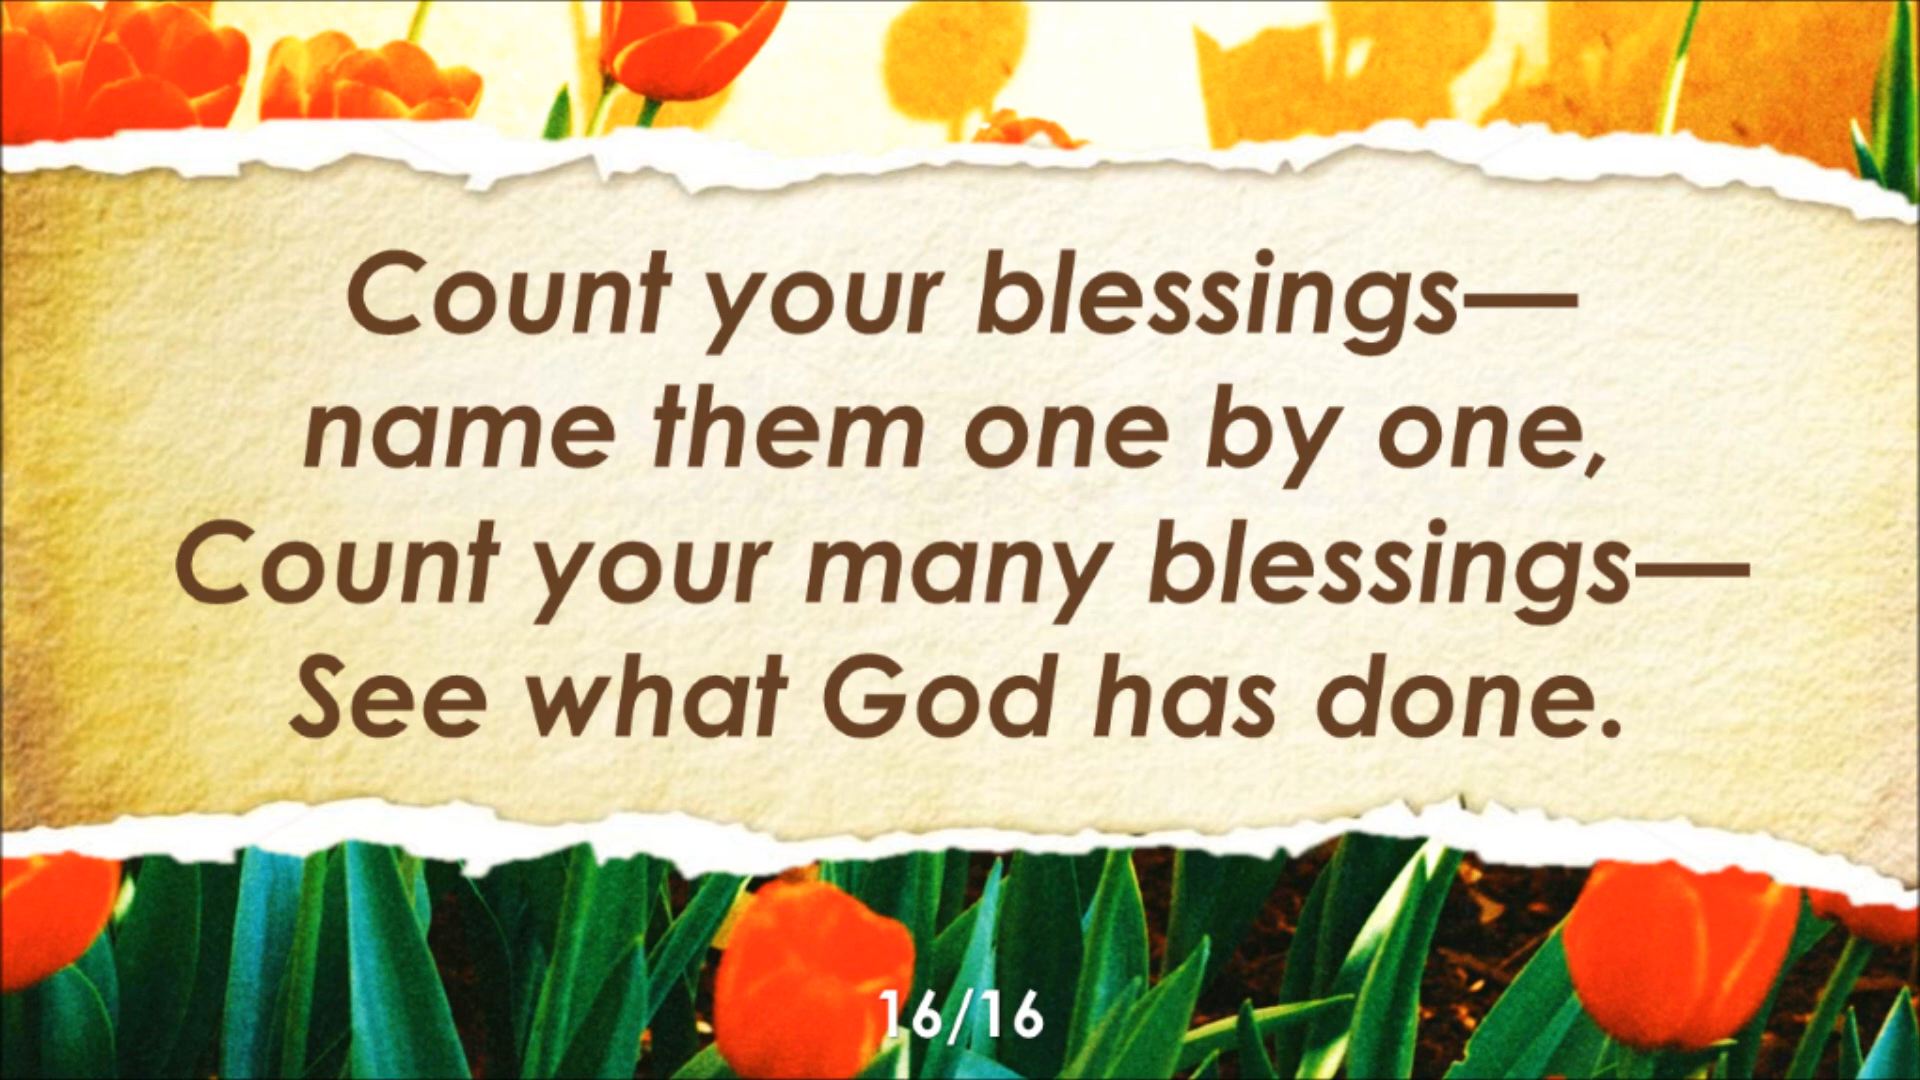 Count your blessings—
name them one by one,
Count your many blessings—
See what God has done.
16/16